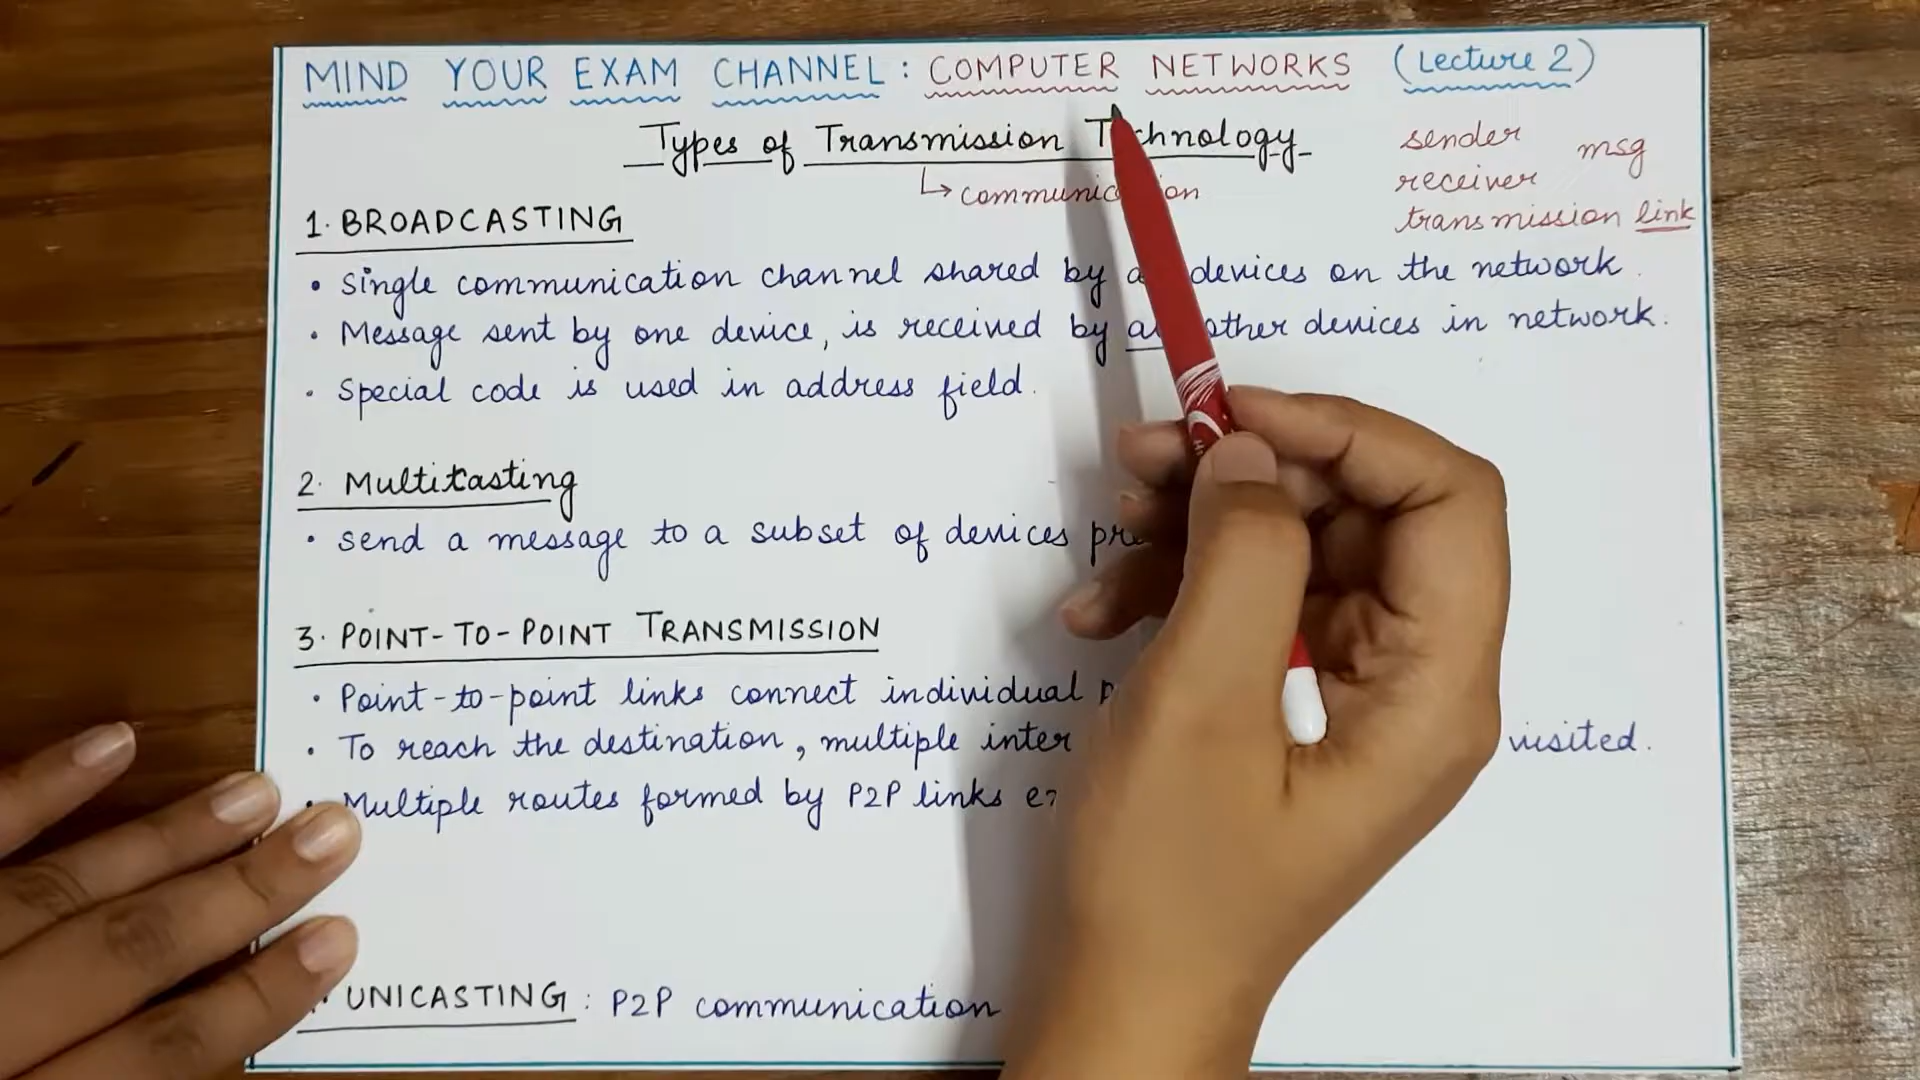 MIND YOUR EXAM CHANNEL : COMPUTER NETWORKS (Lecture 2)
Types of Transmission Technology
↳ communication
sender msg
receiver
transmission link
1. BROADCASTING
• Single communication channel shared by devices on the network.
• Message sent by one device, is received by other devices in network.
• Special code is used in address field.
2. Multicasting
• send a message to a subset of devices
3. POINT-TO-POINT TRANSMISSION
• Point-to-point links connect individual
• To reach the destination, multiple visited.
• Multiple routes formed by P2P links
UNICASTING : P2P communication